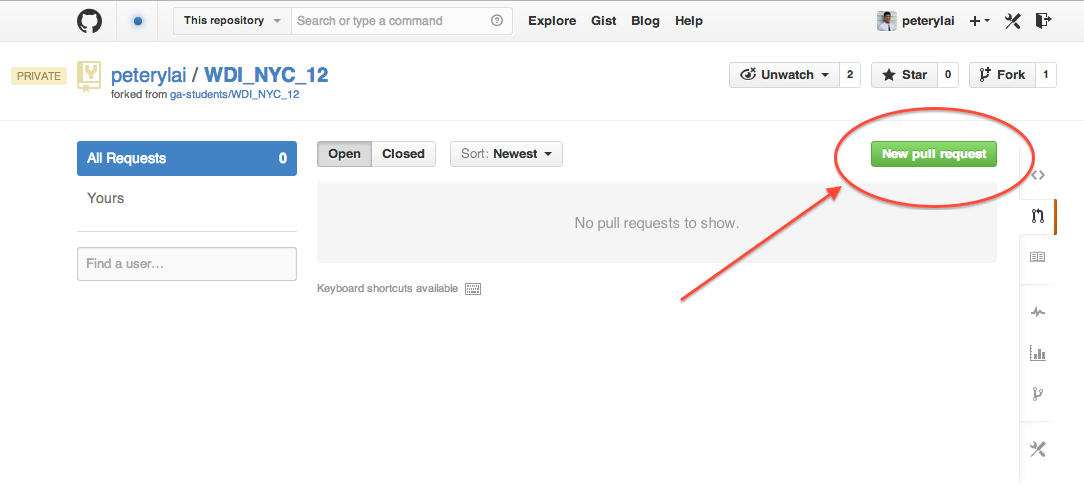 This repository Search or type a command Explore Gist Blog Help peterylai
PRIVATE peterylai / WDI_NYC_12 Unwatch 2 Star 0 Fork 1
forked from ga-students/WDI_NYC_12
All Requests 0 Open Closed Sort: Newest New pull request
Yours
No pull requests to show.
Find a user...
Keyboard shortcuts available